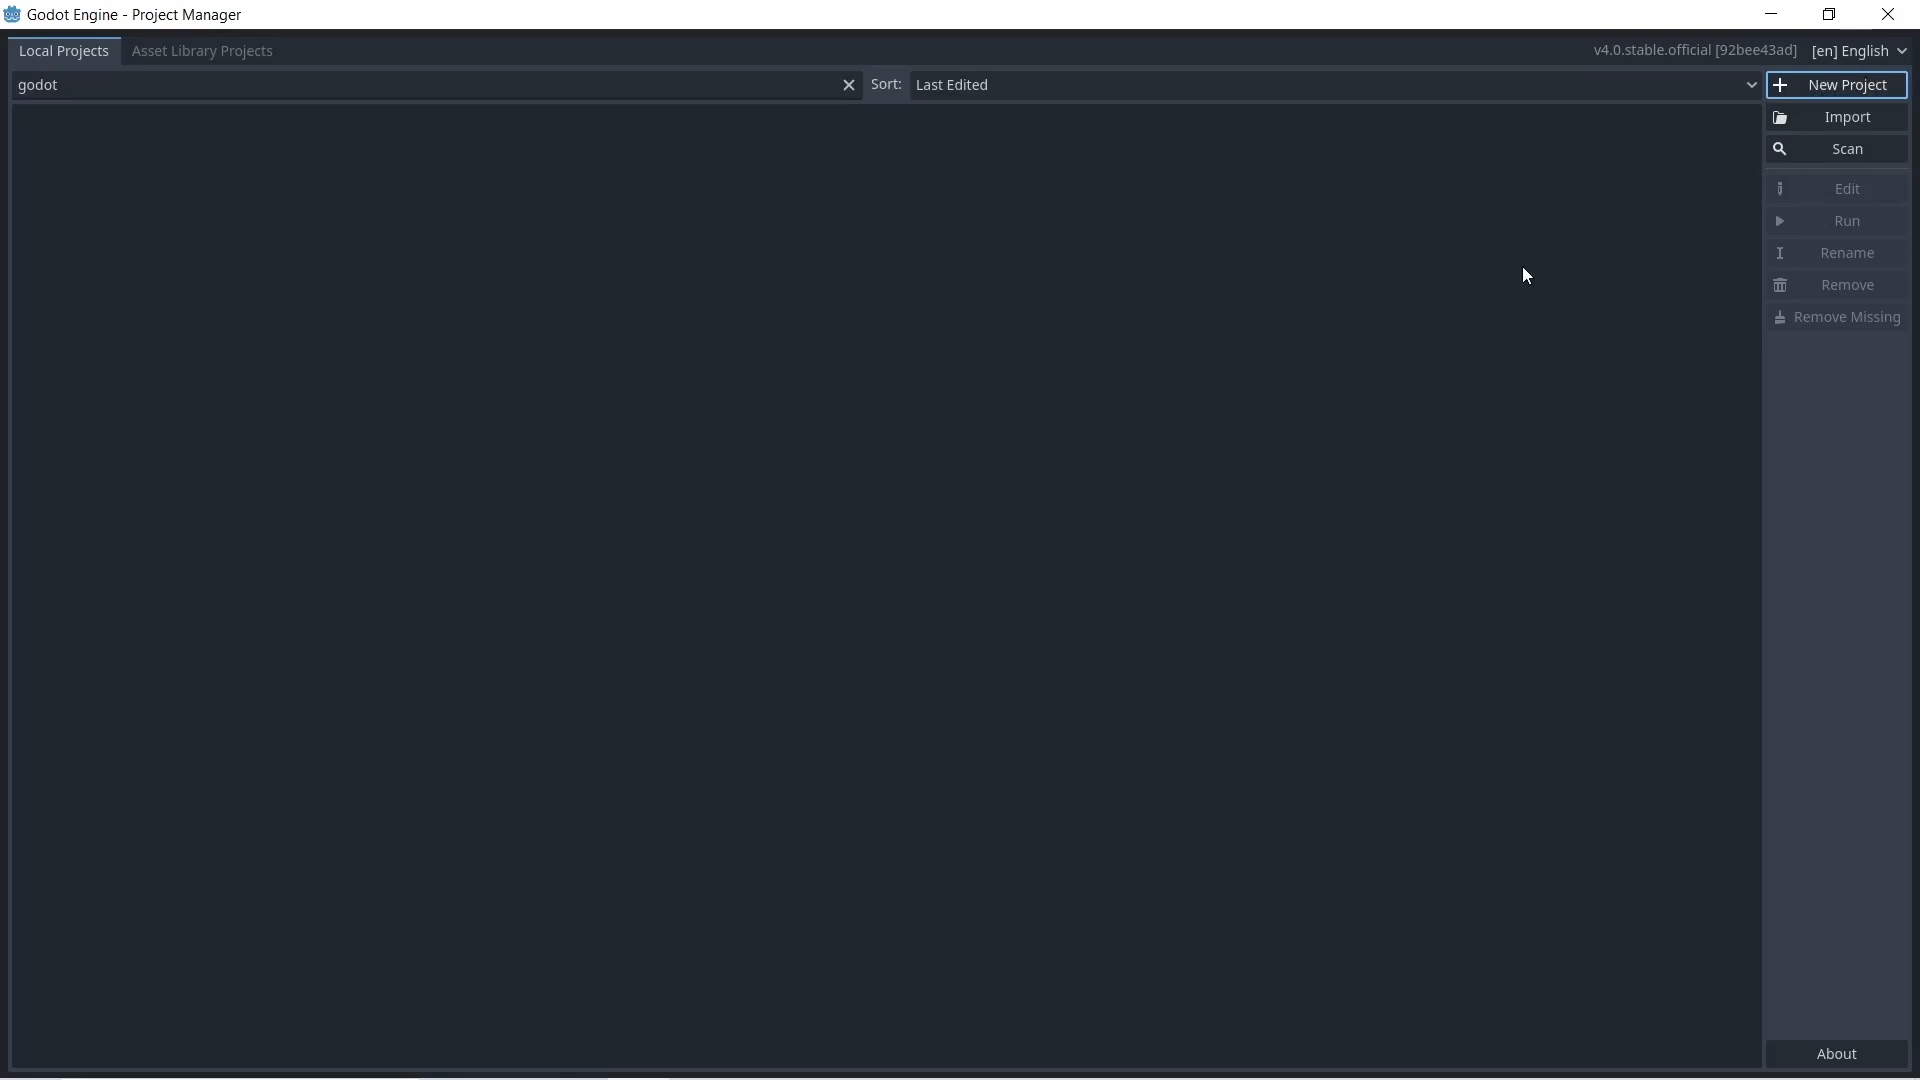 Godot Engine - Project Manager
Local Projects Asset Library Projects v4.0.stable.official [92bee43ad] [en] English
godot Sort: Last Edited New Project
Import
Scan
Edit
Run
Rename
Remove
Remove Missing
About